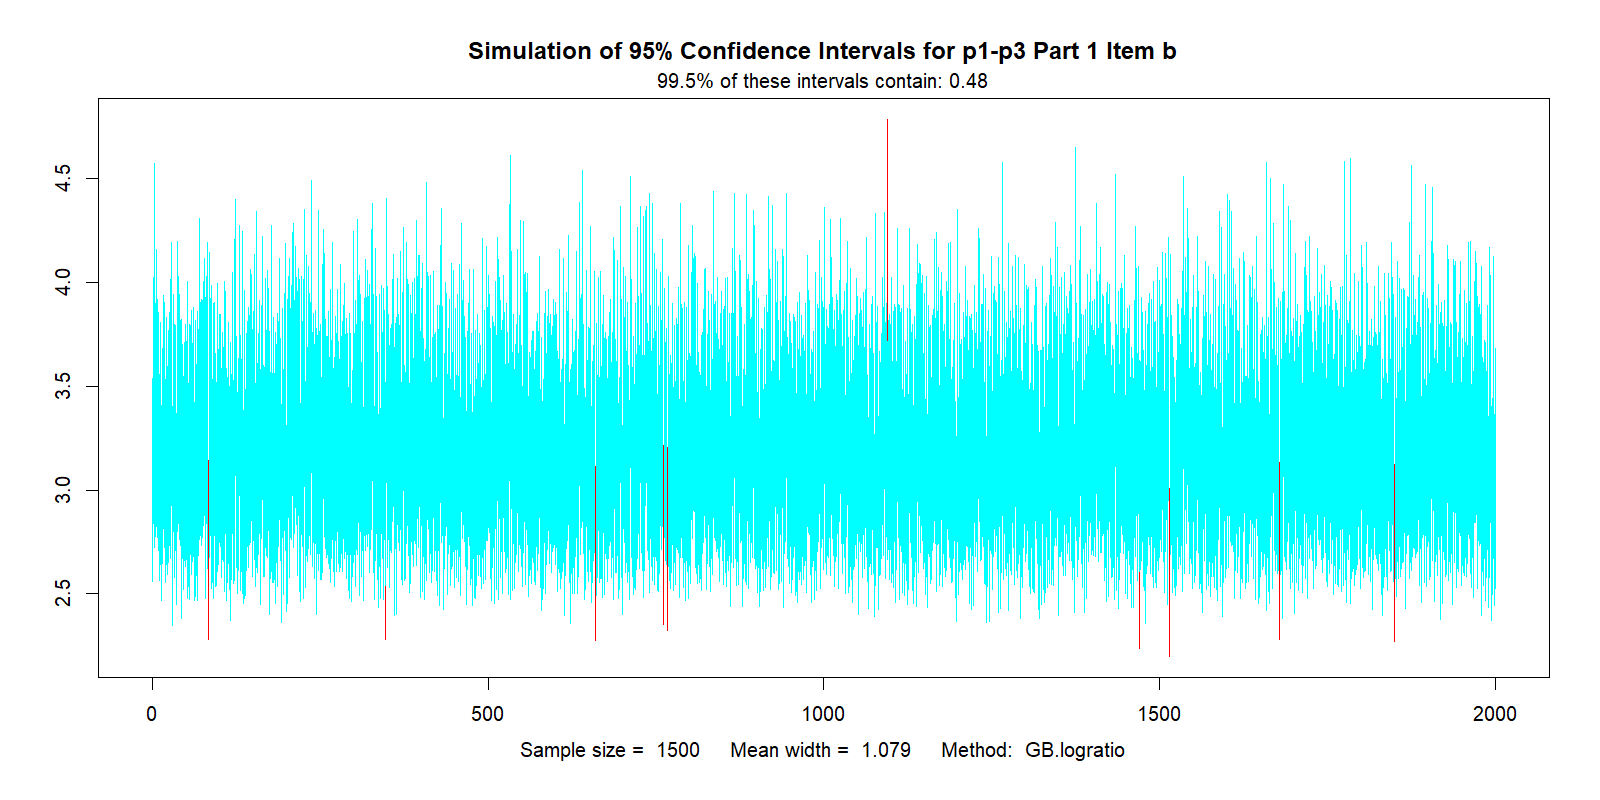 Simulation of 95% Confidence Intervals for p1-p3 Part 1 Item b
99.5% of these intervals contain: 0.48
4.5
4.0
3.5
3.0
2.5
0 500 1000 1500 2000
Sample size = 1500 Mean width = 1.079 Method: GB.logratio